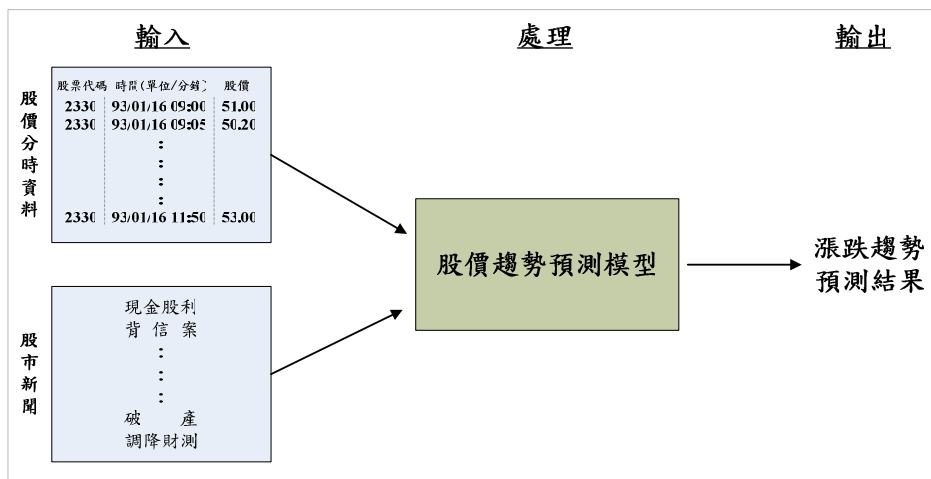 輸入
處理
輸出
股價分時資料
股票代碼 時間(單位/分鐘) 股價
2330 93/01/16 09:00 51.00
2330 93/01/16 09:05 50.20
2330 93/01/16 11:50 53.00
股市新聞
現金股利
背信案
破產
調降財測
股價趨勢預測模型
漲跌趨勢
預測結果